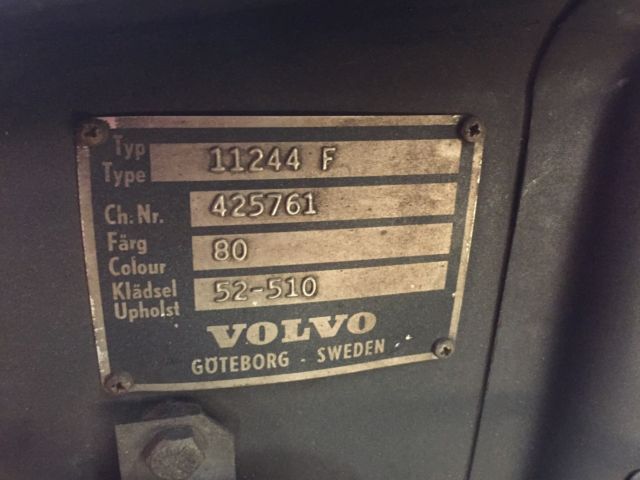 Typ
Type 11244 F
Ch. Nr. 425761
Färg
Colour 80
Klädsel
Upholst 52-510
VOLVO
GÖTEBORG - SWEDEN